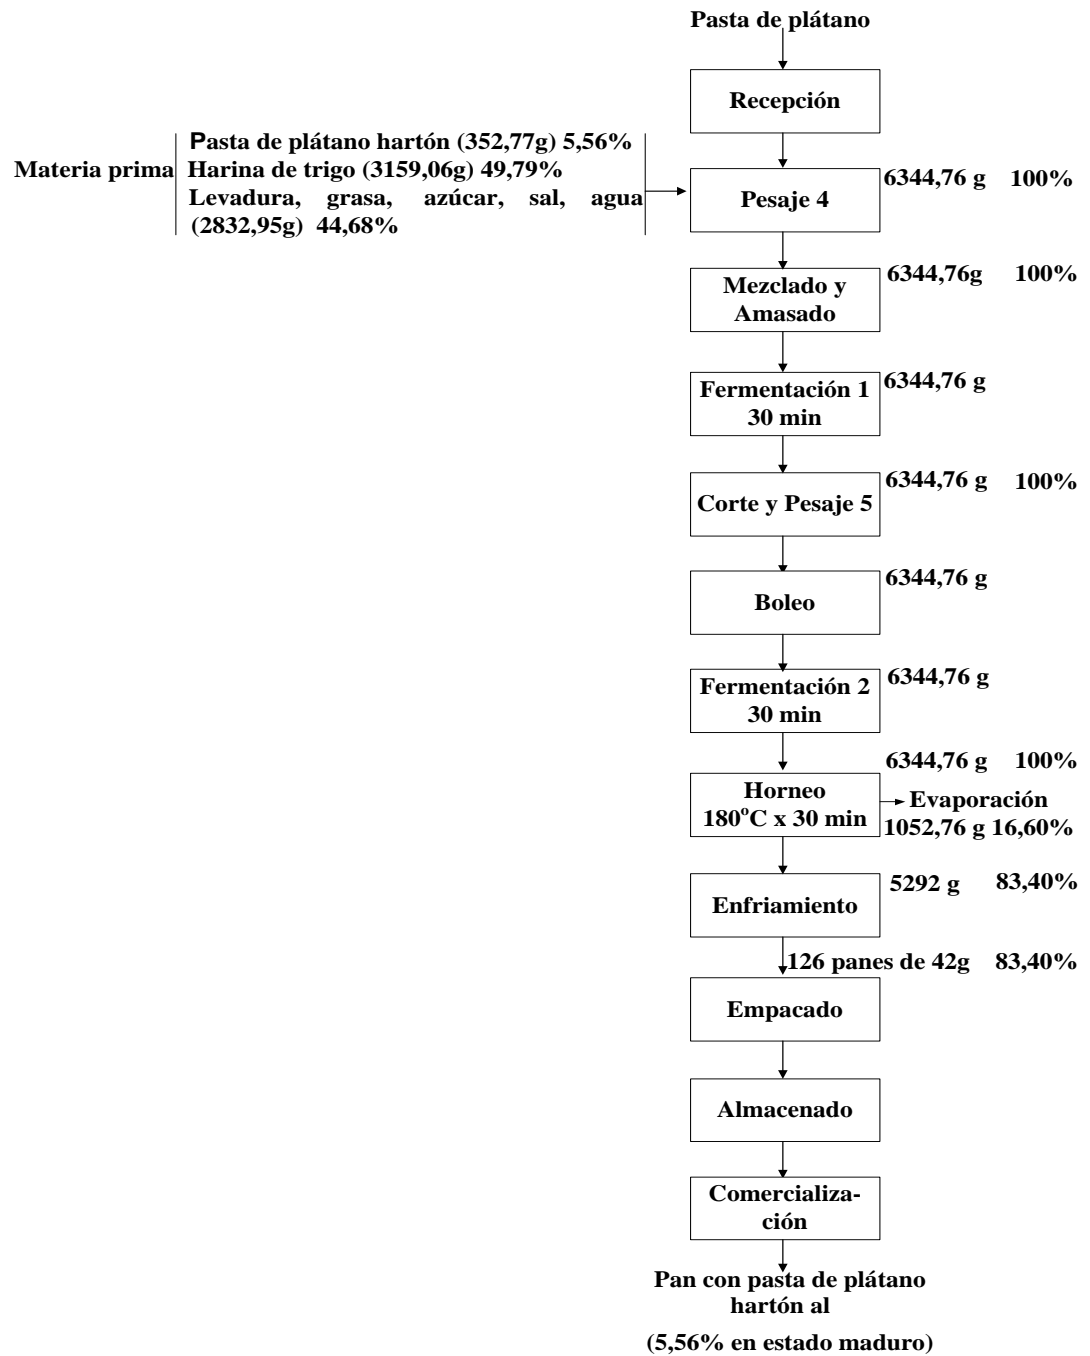 Pasta de plátano
Recepción
Materia prima
Pasta de plátano hartón (352,77g) 5,56%
Harina de trigo (3159,06g) 49,79%
Levadura, grasa, azúcar, sal, agua
(2832,95g) 44,68%
Pesaje 4
6344,76 g 100%
Mezclado y
Amasado
6344,76g 100%
Fermentación 1
30 min
6344,76 g
Corte y Pesaje 5
6344,76 g 100%
Boleo
6344,76 g
Fermentación 2
30 min
6344,76 g
6344,76 g 100%
Horneo
180°C x 30 min
Evaporación
1052,76 g 16,60%
Enfriamiento
5292 g 83,40%
126 panes de 42g 83,40%
Empacado
Almacenado
Comercializa-
ción
Pan con pasta de plátano
hartón al
(5,56% en estado maduro)